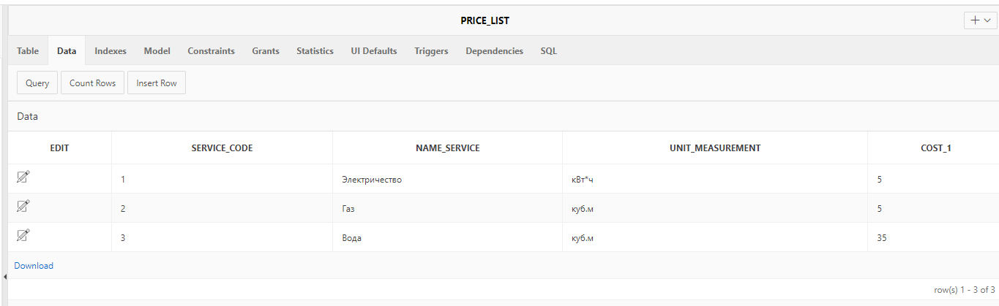 PRICE_LIST
Table Data Indexes Model Constraints Grants Statistics UI Defaults Triggers Dependencies SQL
Query Count Rows Insert Row
Data
EDIT SERVICE_CODE NAME_SERVICE UNIT_MEASUREMENT COST_1
1 Электричество кВт*ч 5
2 Газ куб.м 5
3 Вода куб.м 35
Download
row(s) 1 - 3 of 3